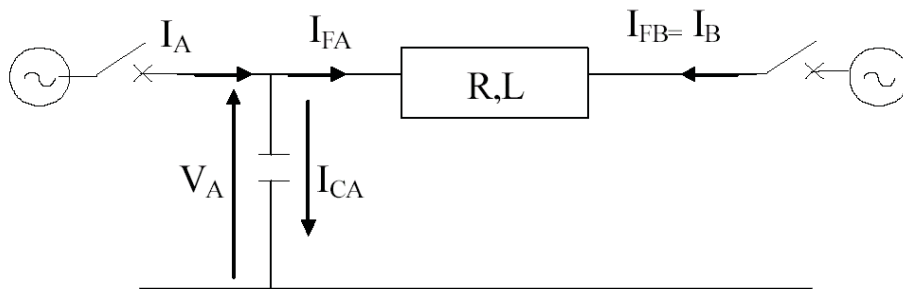 I_A
I_FA
I_FB= I_B
R,L
V_A
I_CA